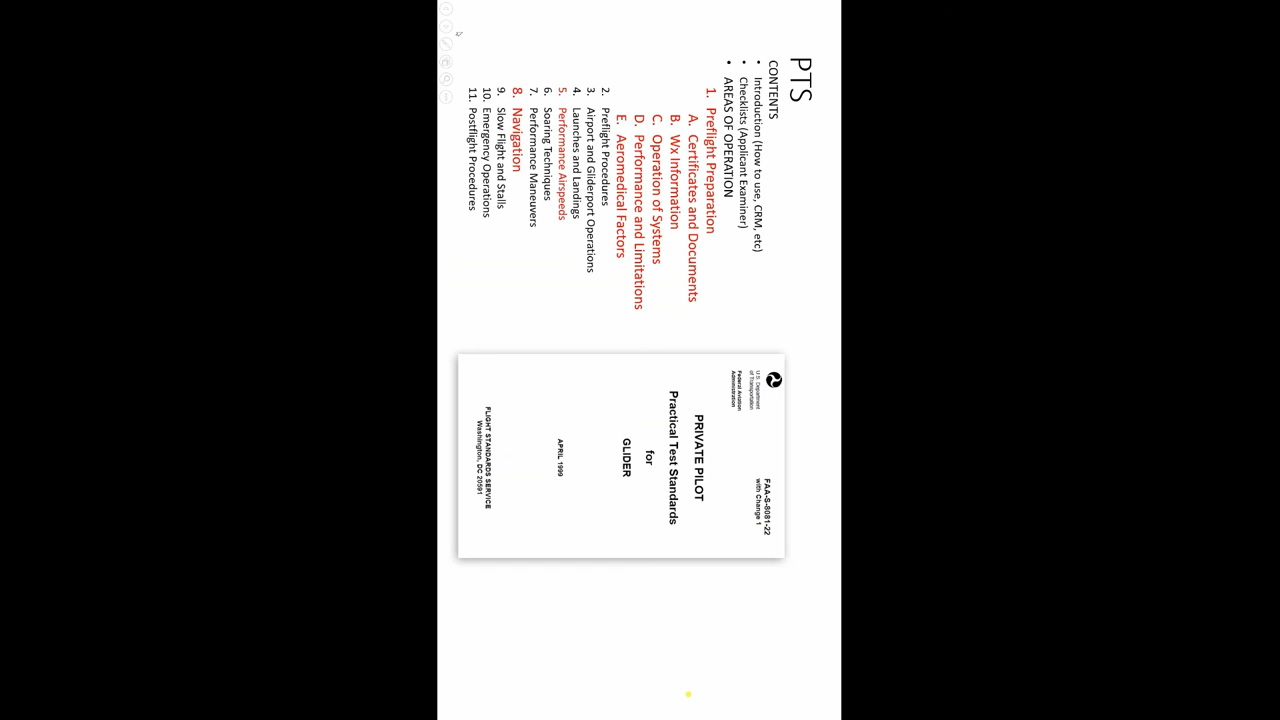 PTS
CONTENTS
• Introduction (How to use, CRM, etc)
• Checklists (Applicant Examiner)
• AREAS OF OPERATION
1. Preflight Preparation
A. Certificates and Documents
B. Wx Information
C. Operation of Systems
D. Performance and Limitations
E. Aeromedical Factors
2. Preflight Procedures
3. Airport and Gliderport Operations
4. Launches and Landings
5. Performance Airspeeds
6. Soaring Techniques
7. Performance Maneuvers
8. Navigation
9. Slow Flight and Stalls
10. Emergency Operations
11. Postflight Procedures
U.S. Department
of Transportation
Federal Aviation
Administration
FAA-S-8081-22
with Change 1
PRIVATE PILOT
Practical Test Standards
for
GLIDER
APRIL 1999
FLIGHT STANDARDS SERVICE
Washington, DC 20591